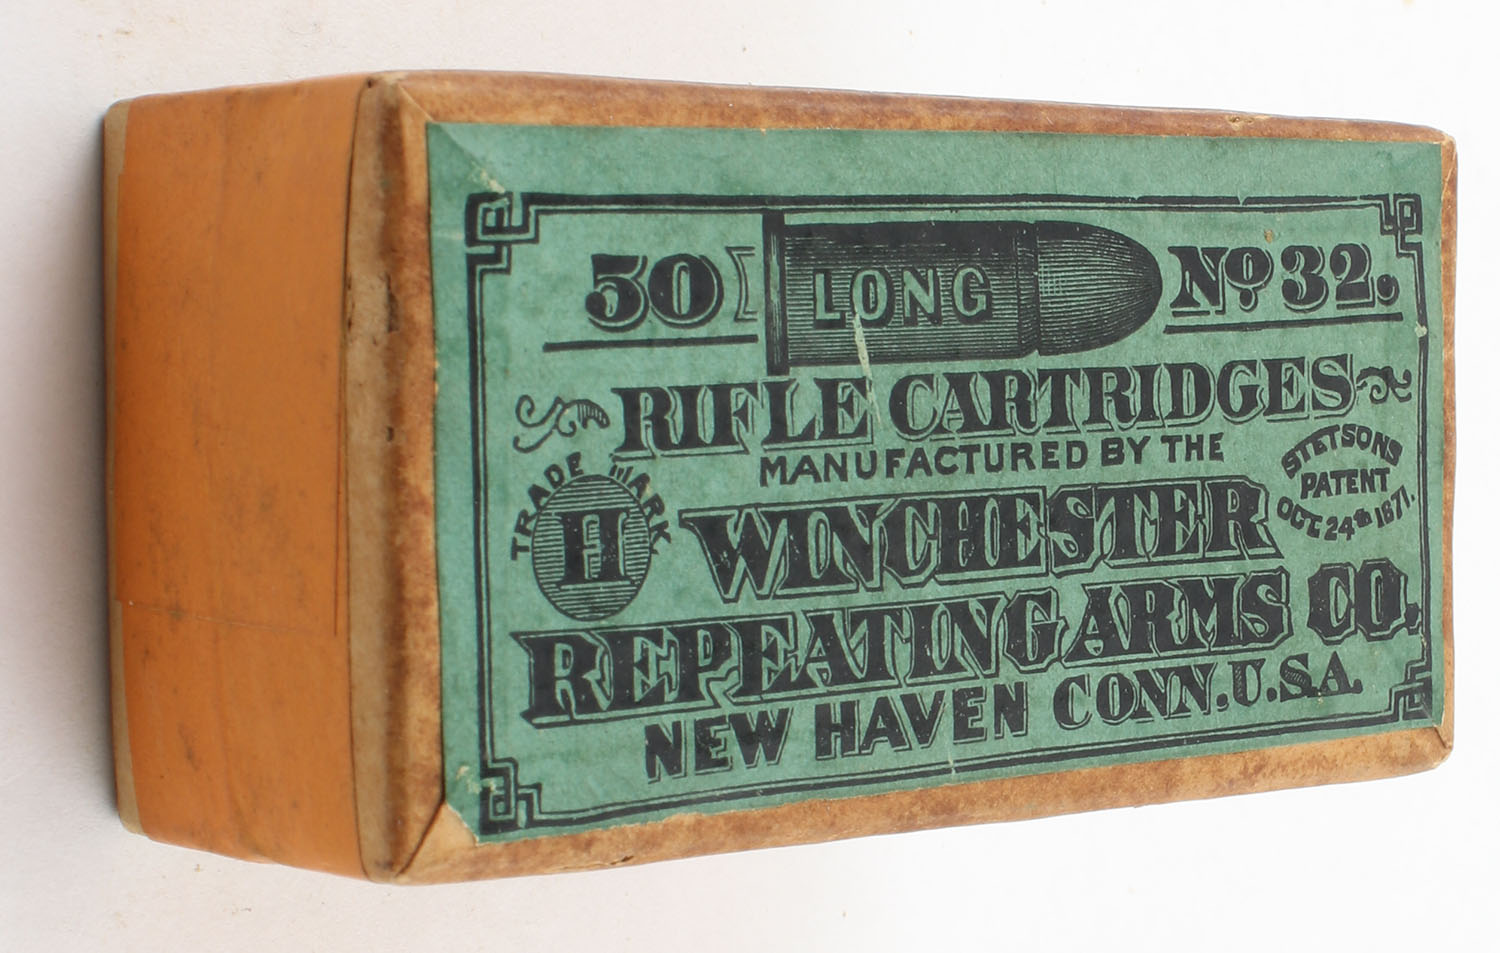 50 LONG No 32.
RIFLE CARTRIDGES
MANUFACTURED BY THE
TRADE MARK.
H
WINCHESTER
STETSONS
PATENT
OCT. 24th 1871.
REPEATING ARMS CO.
NEW HAVEN CONN. U.S.A.